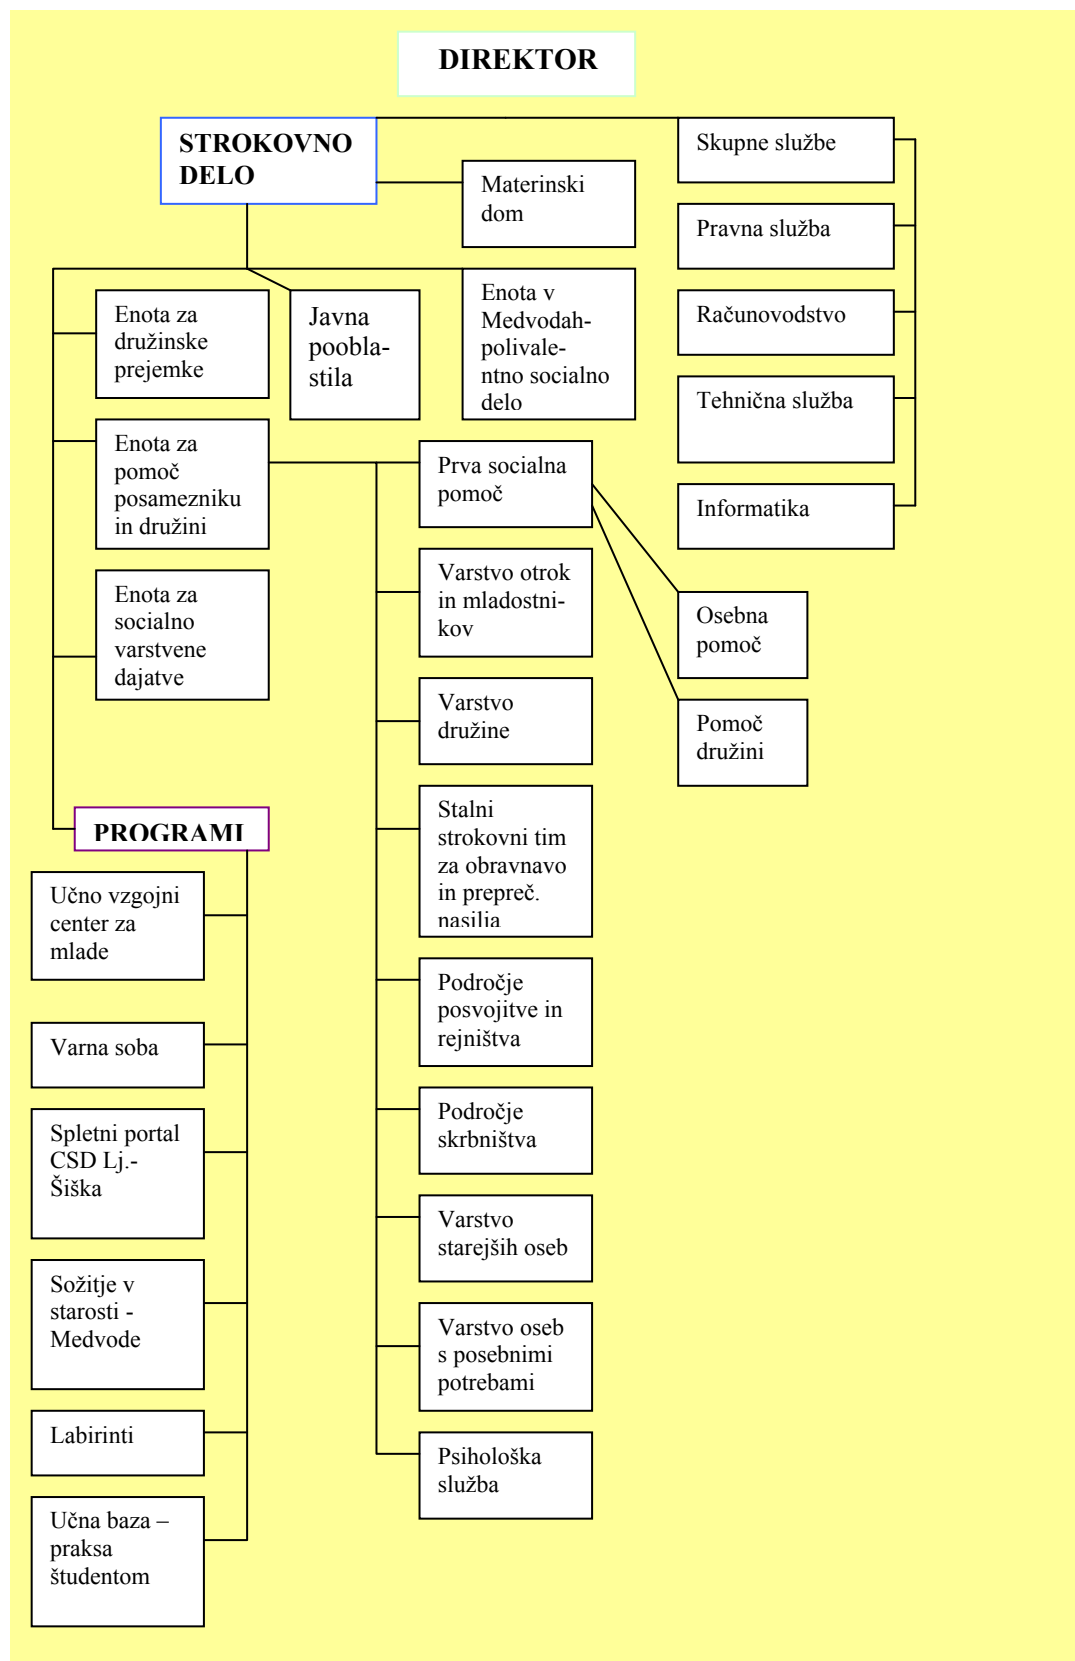 DIREKTOR
STROKOVNO
DELO
Skupne službe
Materinski
dom
Pravna služba
Enota za
družinske
prejemke
Javna
poobla-
stila
Enota v
Medvodah-
polivale-
ntno socialno
delo
Računovodstvo
Tehnična služba
Enota za
pomoč
posamezniku
in družini
Prva socialna
pomoč
Informatika
Varstvo otrok
in mladostni-
kov
Enota za
socialno
varstvene
dajatve
Osebna
pomoč
Varstvo
družine
Pomoč
družini
PROGRAMI
Stalni
strokovni tim
za obravnavo
in prepreč.
nasilja
Učno vzgojni
center za
mlade
Področje
posvojitve in
rejništva
Varna soba
Področje
skrbništva
Spletni portal
CSD Lj.-
Šiška
Varstvo
starejših oseb
Sožitje v
starosti -
Medvode
Varstvo oseb
s posebnimi
potrebami
Labirinti
Psihološka
služba
Učna baza –
praksa
študentom